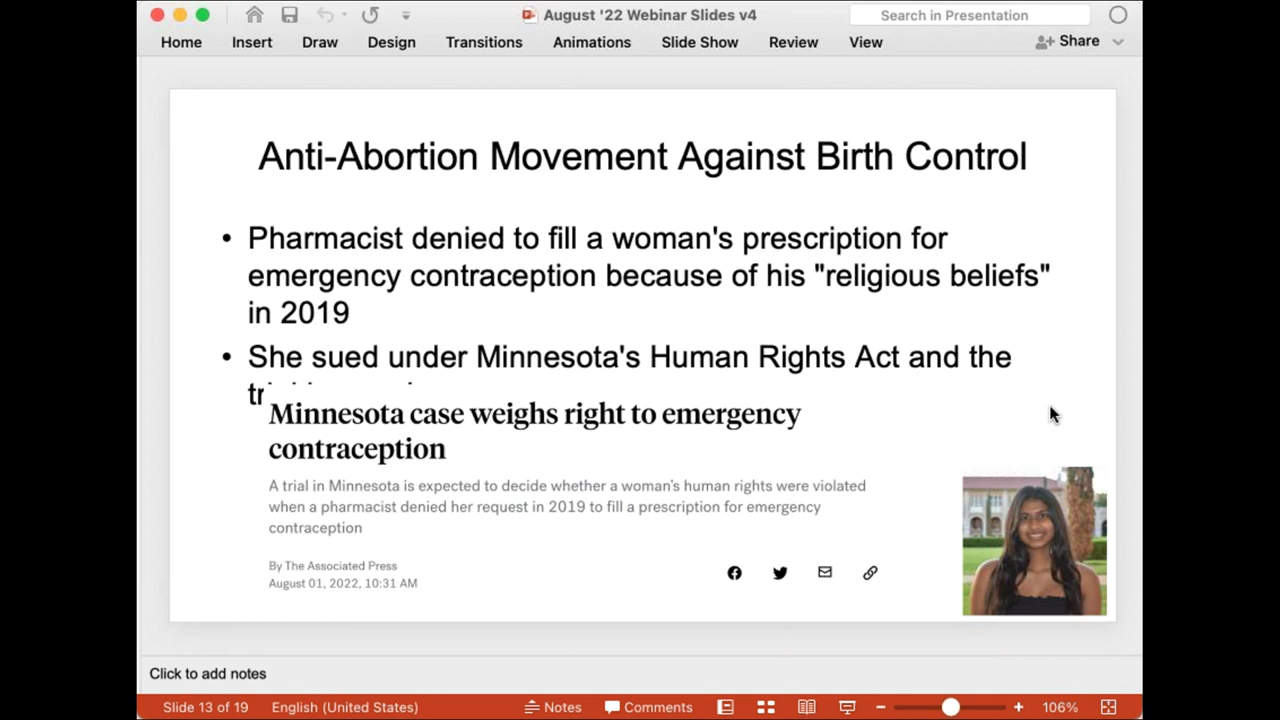 August '22 Webinar Slides v4
Search in Presentation
Home Insert Draw Design Transitions Animations Slide Show Review View Share
Anti-Abortion Movement Against Birth Control
• Pharmacist denied to fill a woman's prescription for
emergency contraception because of his "religious beliefs"
in 2019
• She sued under Minnesota's Human Rights Act and the
Minnesota case weighs right to emergency
contraception
A trial in Minnesota is expected to decide whether a woman's human rights were violated
when a pharmacist denied her request in 2019 to fill a prescription for emergency
contraception
By The Associated Press
August 01, 2022, 10:31 AM
Click to add notes
Slide 13 of 19 English (United States) Notes Comments 106%